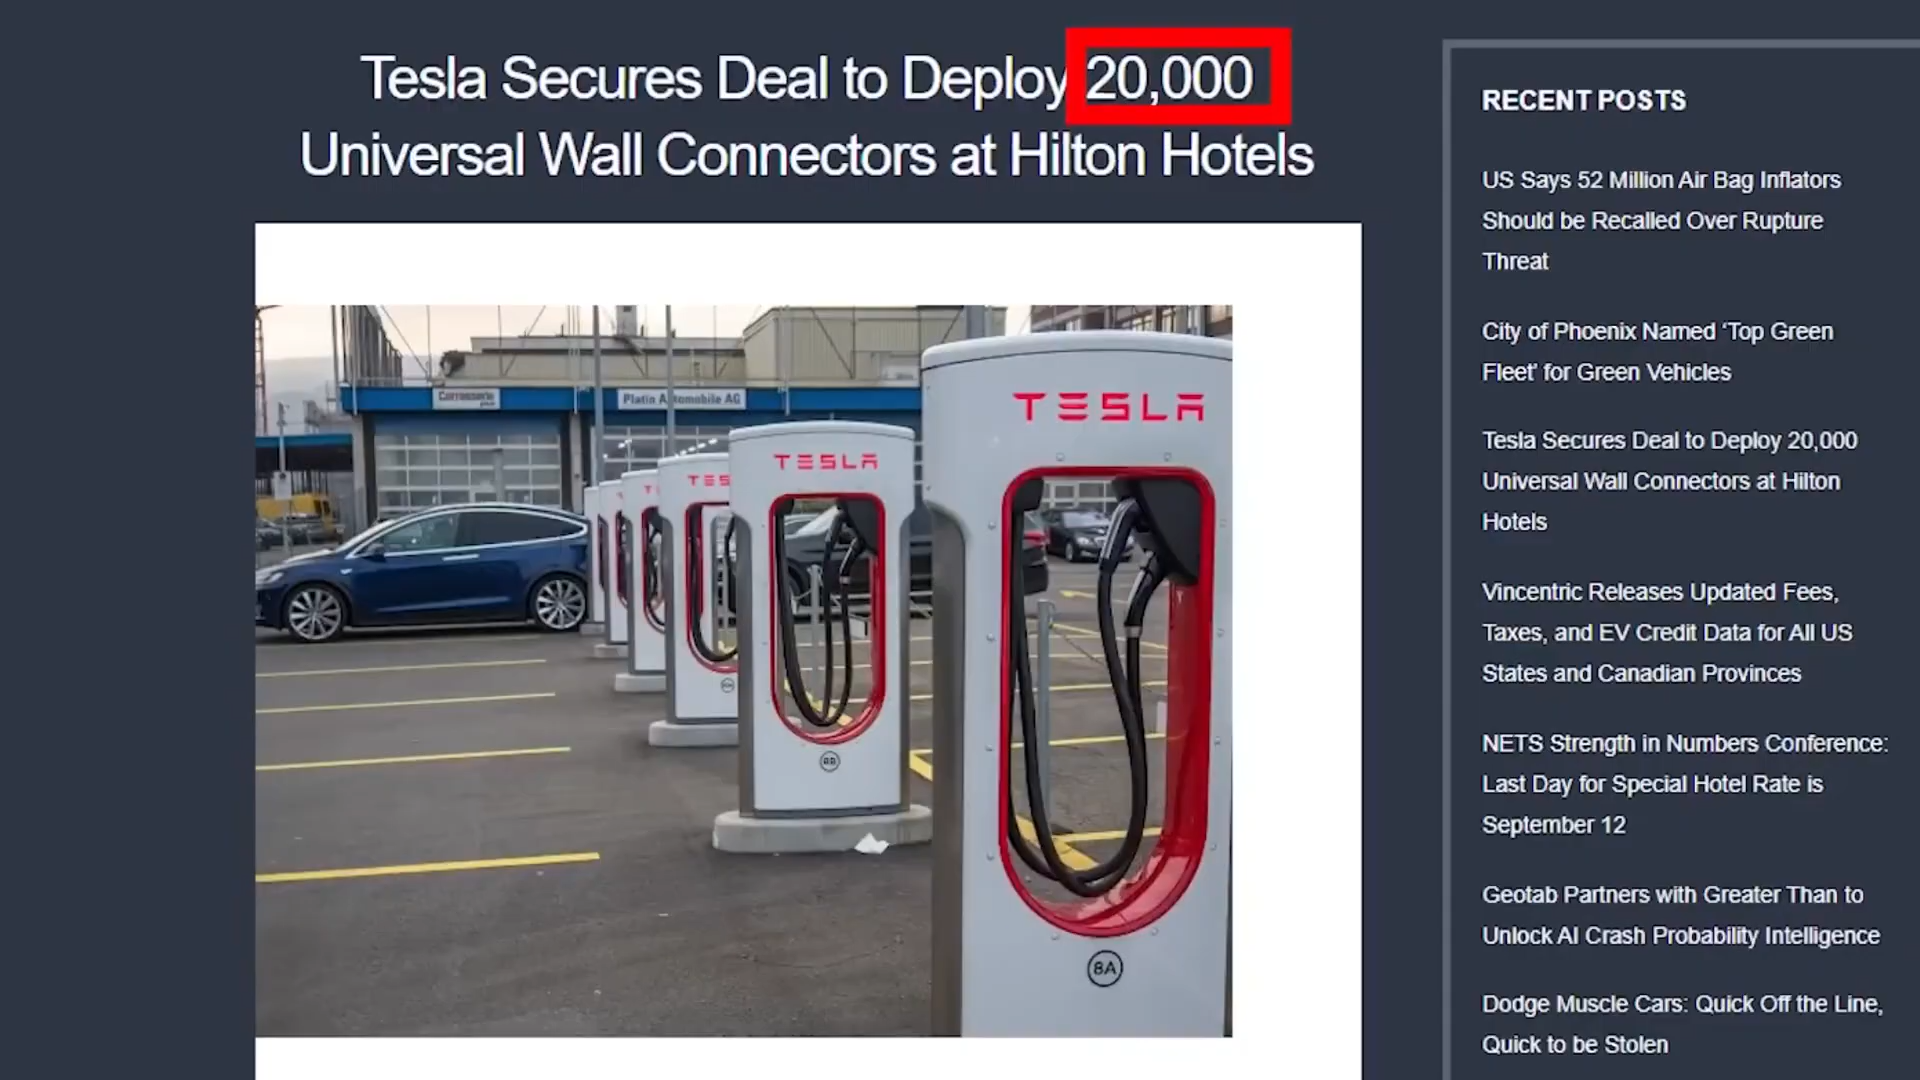 Tesla Secures Deal to Deploy 20,000
Universal Wall Connectors at Hilton Hotels
Carrosserie
Platin Automobile AG
TESLA
TESLA
TES
T
8B
8A
RECENT POSTS
US Says 52 Million Air Bag Inflators
Should be Recalled Over Rupture
Threat
City of Phoenix Named ‘Top Green
Fleet’ for Green Vehicles
Tesla Secures Deal to Deploy 20,000
Universal Wall Connectors at Hilton
Hotels
Vincentric Releases Updated Fees,
Taxes, and EV Credit Data for All US
States and Canadian Provinces
NETS Strength in Numbers Conference:
Last Day for Special Hotel Rate is
September 12
Geotab Partners with Greater Than to
Unlock AI Crash Probability Intelligence
Dodge Muscle Cars: Quick Off the Line,
Quick to be Stolen